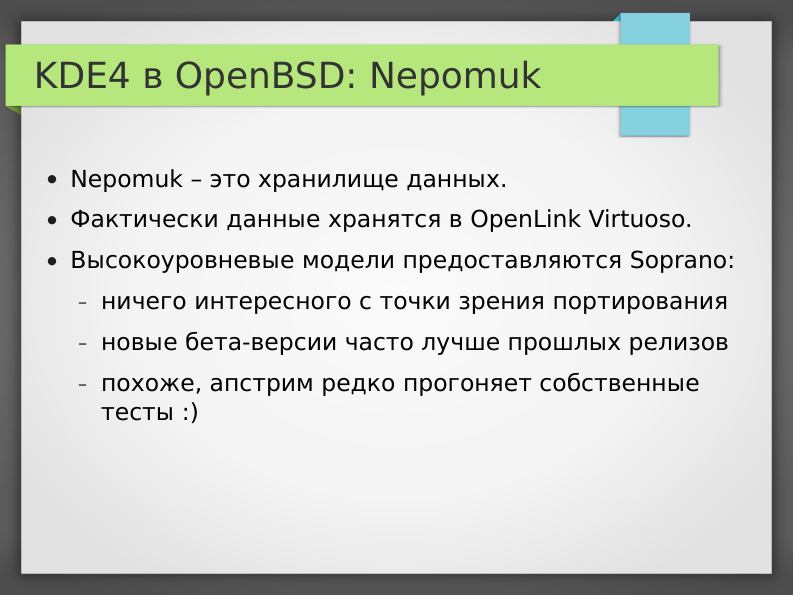 KDE4 в OpenBSD: Nepomuk
• Nepomuk – это хранилище данных.
• Фактически данные хранятся в OpenLink Virtuoso.
• Высокоуровневые модели предоставляются Soprano:
– ничего интересного с точки зрения портирования
– новые бета-версии часто лучше прошлых релизов
– похоже, апстрим редко прогоняет собственные
тесты :)